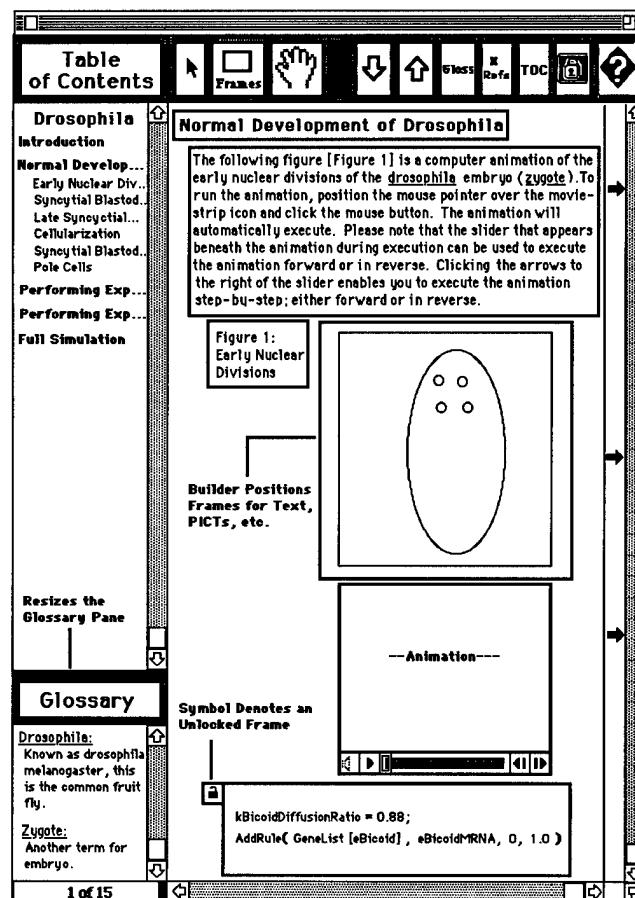 Table
of Contents
Frames
Gloss
X
Refs
TOC
?
Drosophila
Introduction
Normal Develop...
Early Nuclear Div..
Syncytial Blastod..
Late Syncyctial...
Cellularization
Syncytial Blastod..
Pole Cells
Performing Exp...
Performing Exp...
Full Simulation
Resizes the
Glossary Pane
Glossary
Drosophila:
Known as drosophila
melanogaster, this
is the common fruit
fly.
Zygote:
Another term for
embryo.
1 of 15
Normal Development of Drosophila
The following figure [Figure 1] is a computer animation of the
early nuclear divisions of the drosophila embryo (zygote).To
run the animation, position the mouse pointer over the movie-
strip icon and click the mouse button. The animation will
automatically execute. Please note that the slider that appears
beneath the animation during execution can be used to execute
the animation forward or in reverse. Clicking the arrows to
the right of the slider enables you to execute the animation
step-by-step; either forward or in reverse.
Figure 1:
Early Nuclear
Divisions
Builder Positions
Frames for Text,
PICTs, etc.
---Animation---
Symbol Denotes an
Unlocked Frame
kBicoidDiffusionRatio = 0.88;
AddRule( GeneList [eBicoid] , eBicoidMRNA, 0, 1.0 )